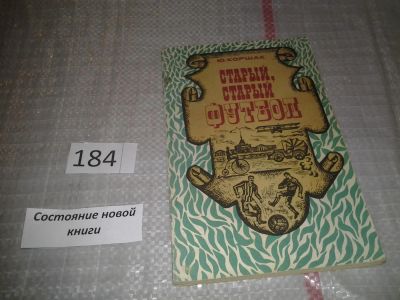 Ю. КОРШАК
СТАРЫЙ,
СТАРЫЙ
ФУТБОЛ
184
Состояние новой
книги